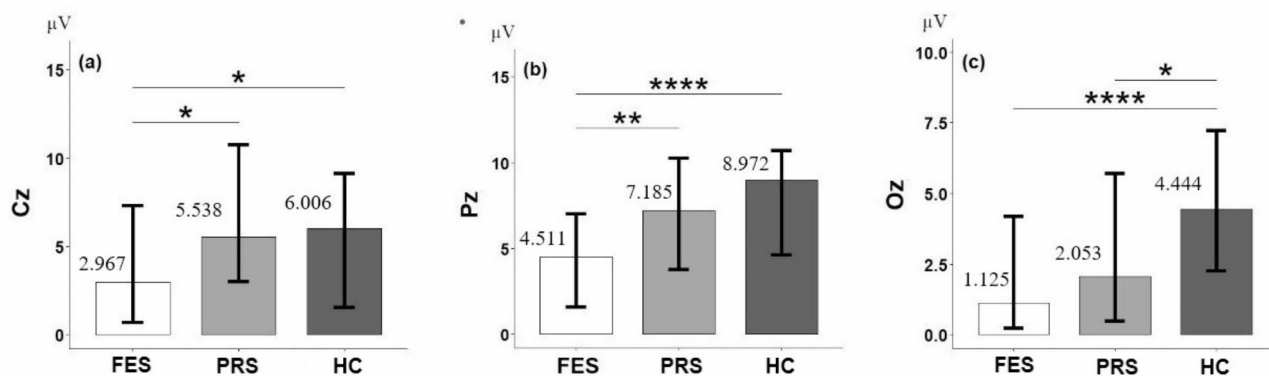 µV
(a)
15
10
5
0
Cz
*
*
2.967
5.538
6.006
FES PRS HC
µV
(b)
15
10
5
0
Pz
****
**
4.511
7.185
8.972
FES PRS HC
µV
(c)
10.0
7.5
5.0
2.5
0.0
Oz
*
****
1.125
2.053
4.444
FES PRS HC